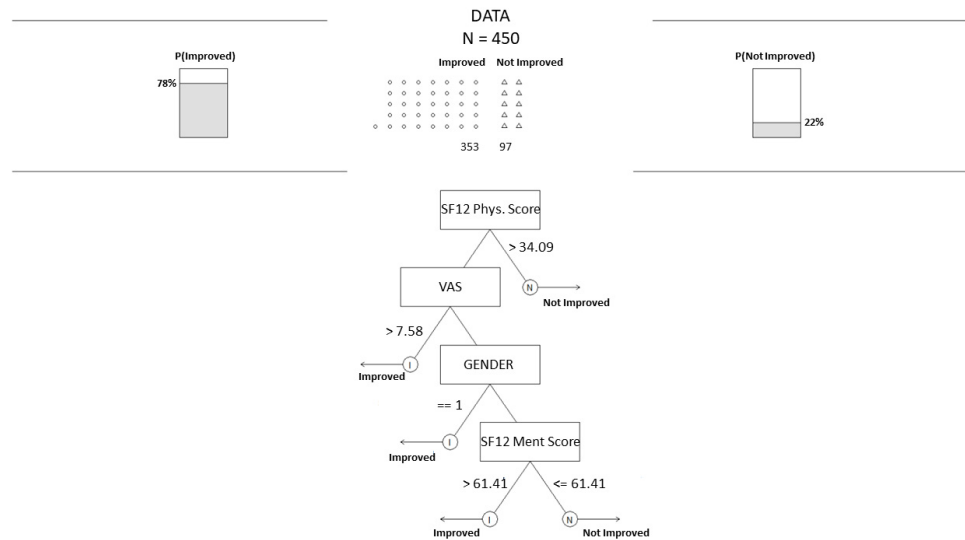 DATA
N = 450
P(Improved)
78%
Improved Not Improved
353 97
P(Not Improved)
22%
SF12 Phys. Score
> 34.09
VAS
N
Not Improved
> 7.58
I
Improved
GENDER
== 1
I
Improved
SF12 Ment Score
> 61.41 <= 61.41
I N
Improved Not Improved